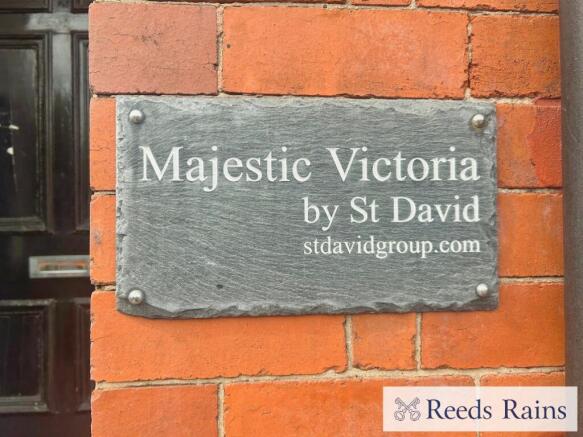 Majestic Victoria
by St David
stdavidgroup.com
Reeds Rains